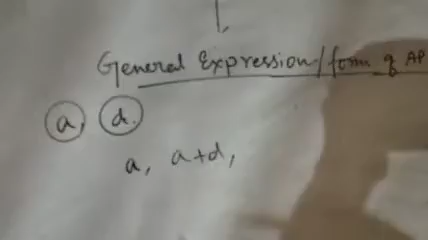 General Expression/form of AP
a, d.
a, a+d,